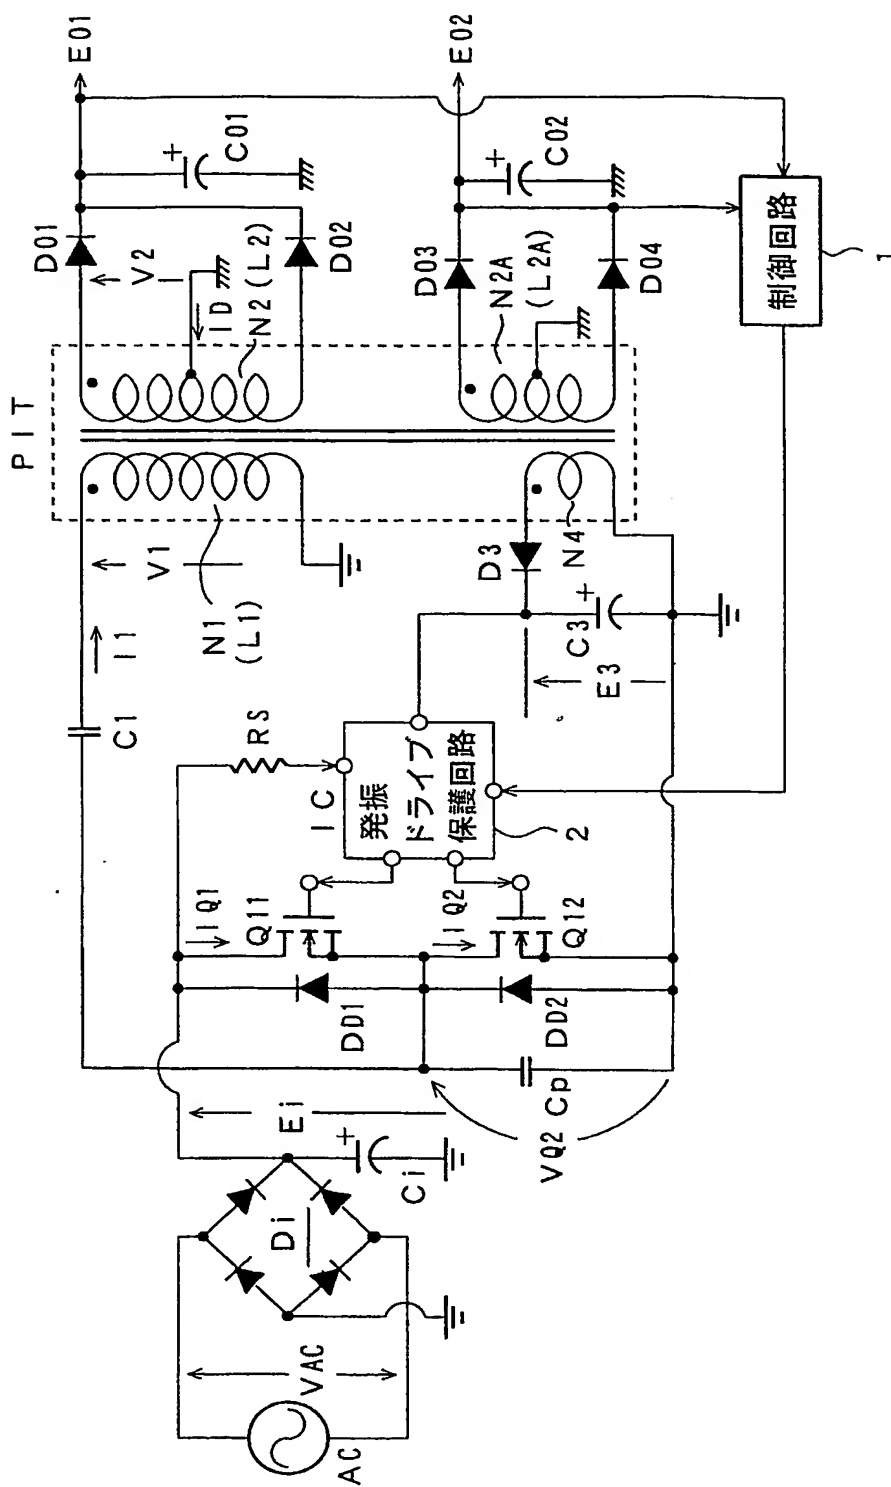 PIT
E01
E02
C01
+
C02
+
D01
V2
ID
N2(L2)
D02
D03
N2A
(L2A)
D04
制御回路
1
V1
N1
(L1)
I1
C1
D3
N4
C3
+
E3
RS
IC
発振
ドライブ
保護回路
2
IQ1
Q11
IQ2
Q12
DD1
DD2
Cp
VQ2
Ei
+
Ci
Di
VAC
AC